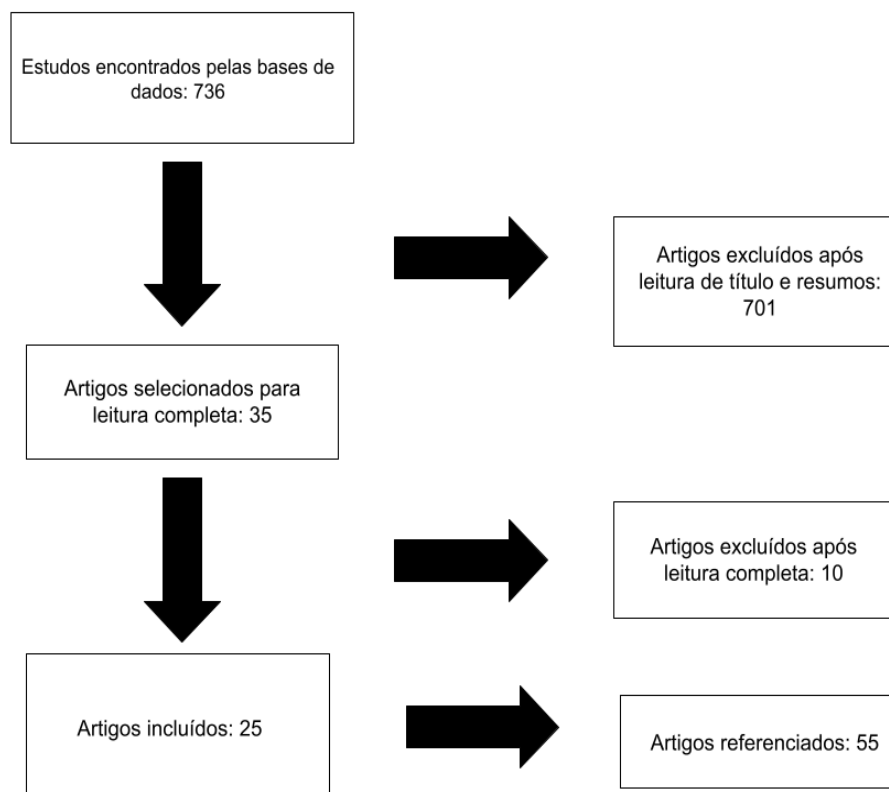 Estudos encontrados pelas bases de
dados: 736
Artigos excluídos após
leitura de título e resumos:
701
Artigos selecionados para
leitura completa: 35
Artigos excluídos após
leitura completa: 10
Artigos incluídos: 25
Artigos referenciados: 55